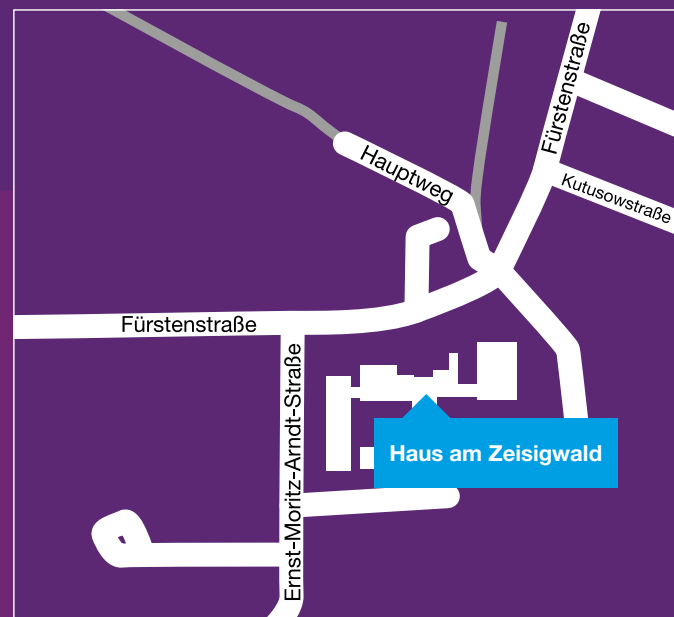 Fürstenstraße
Hauptweg
Kutusowstraße
Fürstenstraße
Ernst-Moritz-Arndt-Straße
Haus am Zeisigwald